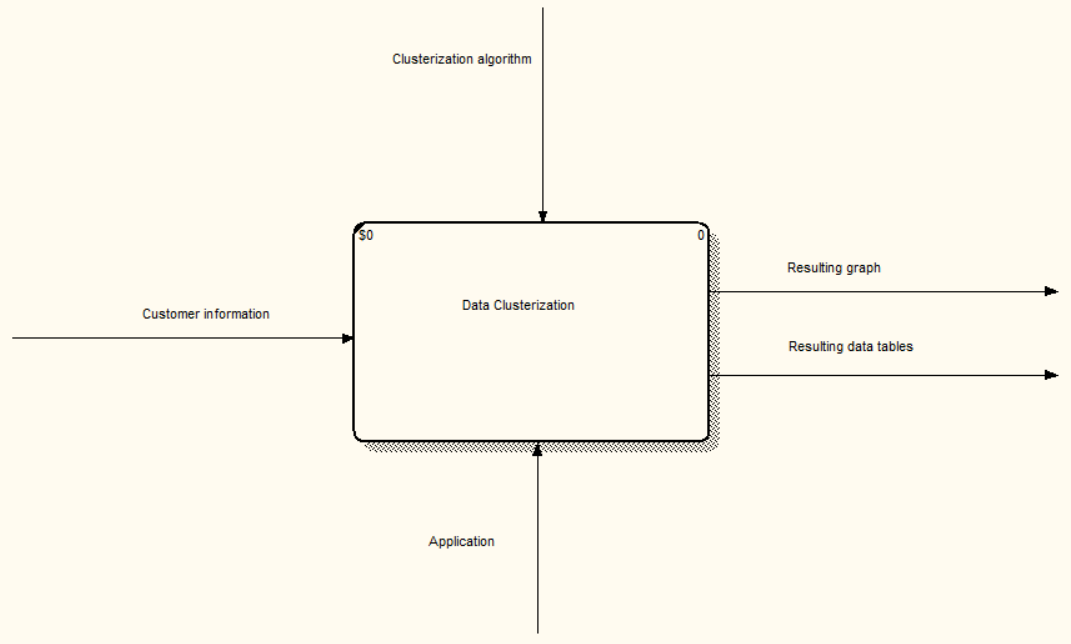 Clusterization algorithm
$0
0
Resulting graph
Data Clusterization
Customer information
Resulting data tables
Application